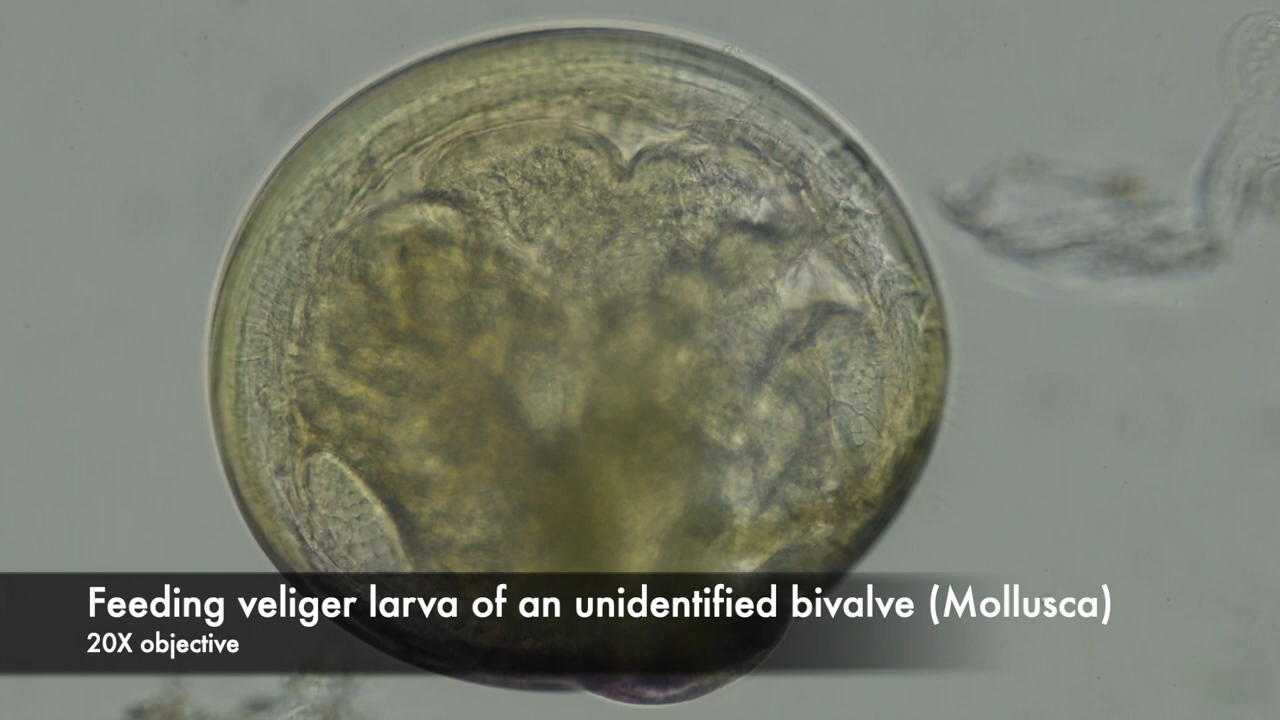 Feeding veliger larva of an unidentified bivalve (Mollusca)
20X objective